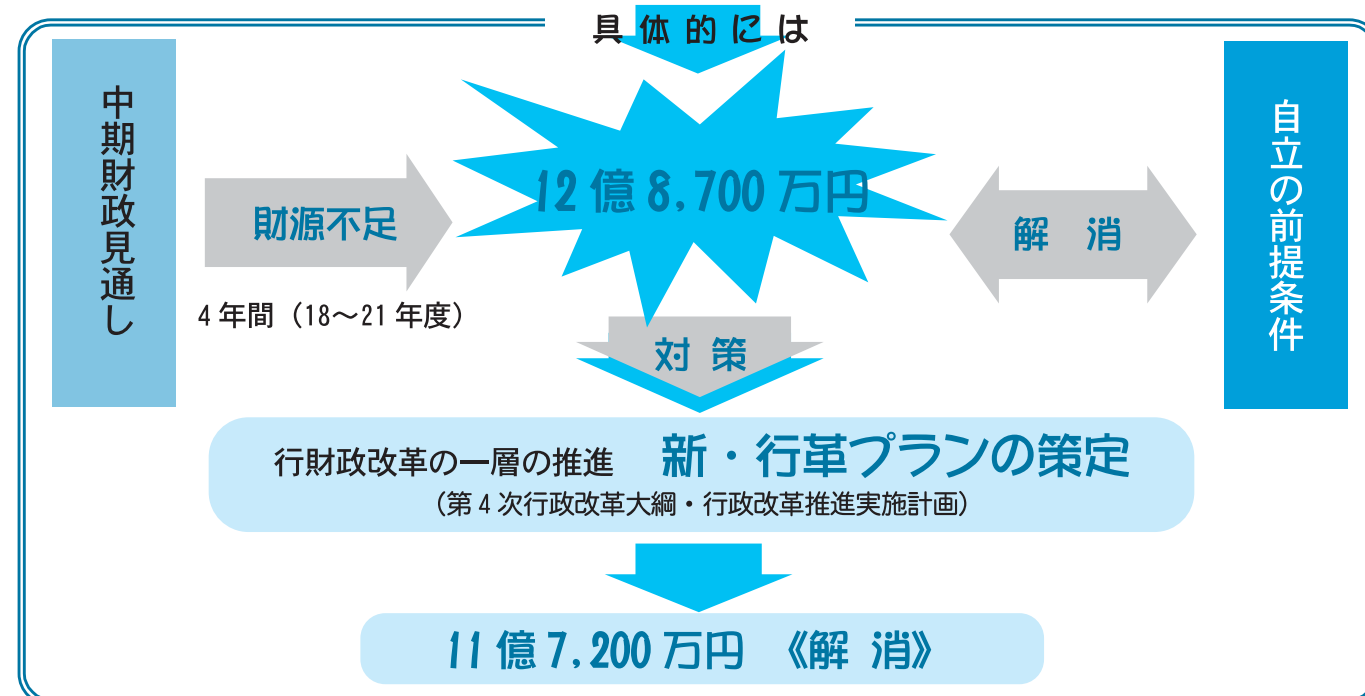 具体的には
中期財政見通し
財源不足
4年間（18～21年度）
12億8,700万円
解 消
自立の前提条件
対 策
行財政改革の一層の推進 新・行革プランの策定
（第4次行政改革大綱・行政改革推進実施計画）
11億7,200万円 《解 消》